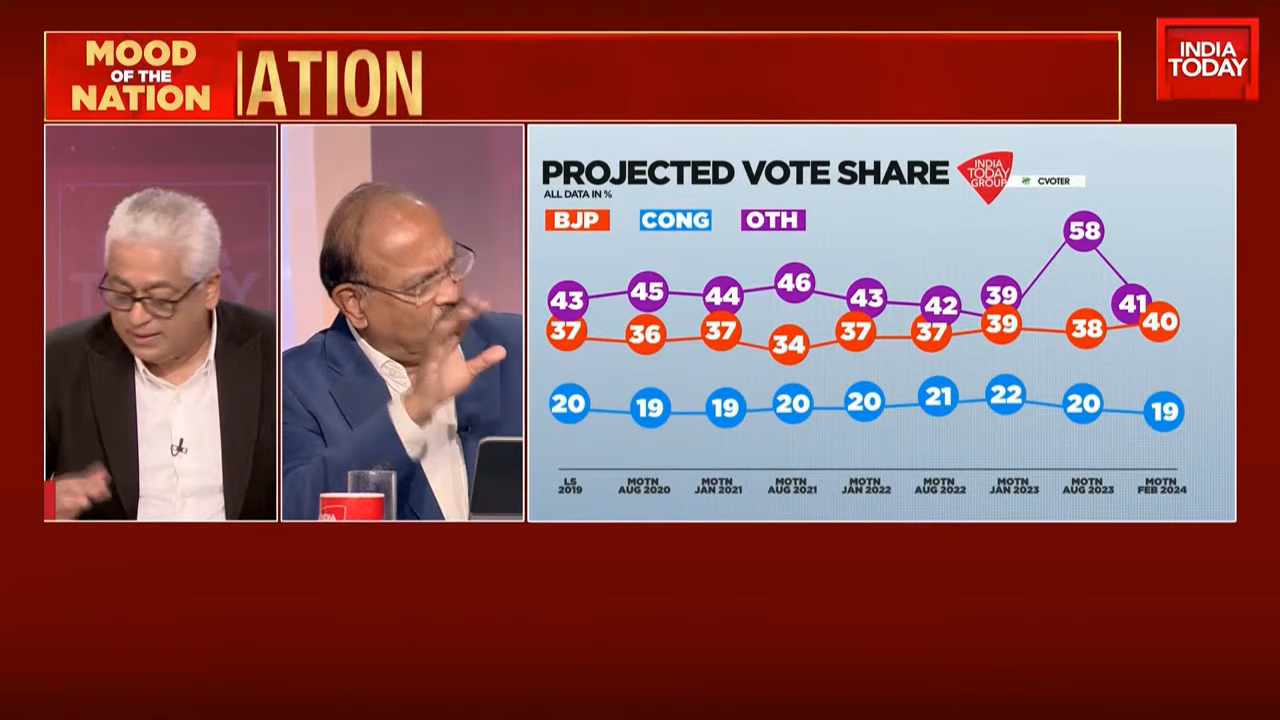 MOOD
OF THE
NATION
NATION
INDIA
TODAY
PROJECTED VOTE SHARE
INDIA
TODAY
GROUP
CVOTER
ALL DATA IN %
BJP CONG OTH
43 45 44 46 43 42 39 58 41
37 36 37 34 37 37 39 38 40
20 19 19 20 20 21 22 20 19
LS
2019
MOTN
AUG 2020
MOTN
JAN 2021
MOTN
AUG 2021
MOTN
JAN 2022
MOTN
AUG 2022
MOTN
JAN 2023
MOTN
AUG 2023
MOTN
FEB 2024